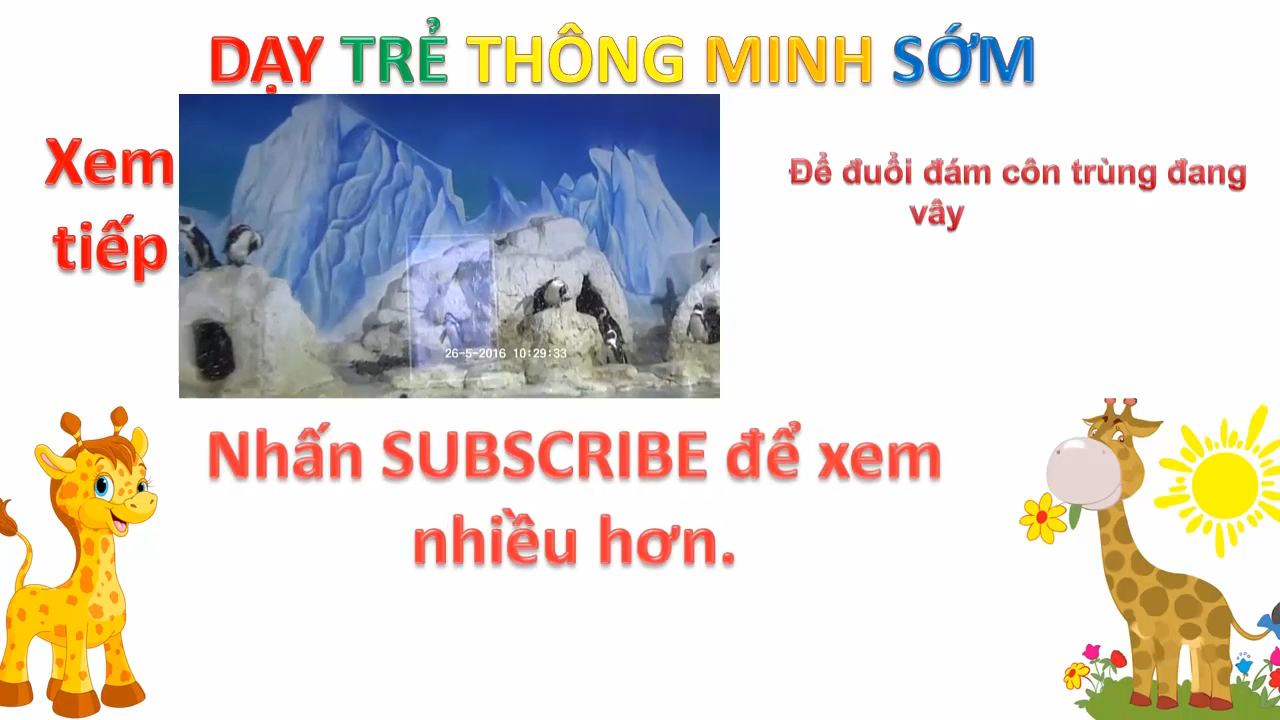 DẠY TRẺ THÔNG MINH SỚM
Xem
tiếp
Để đuổi đám côn trùng đang
vây
26-5-2016 10:29:33
Nhấn SUBSCRIBE để xem
nhiều hơn.